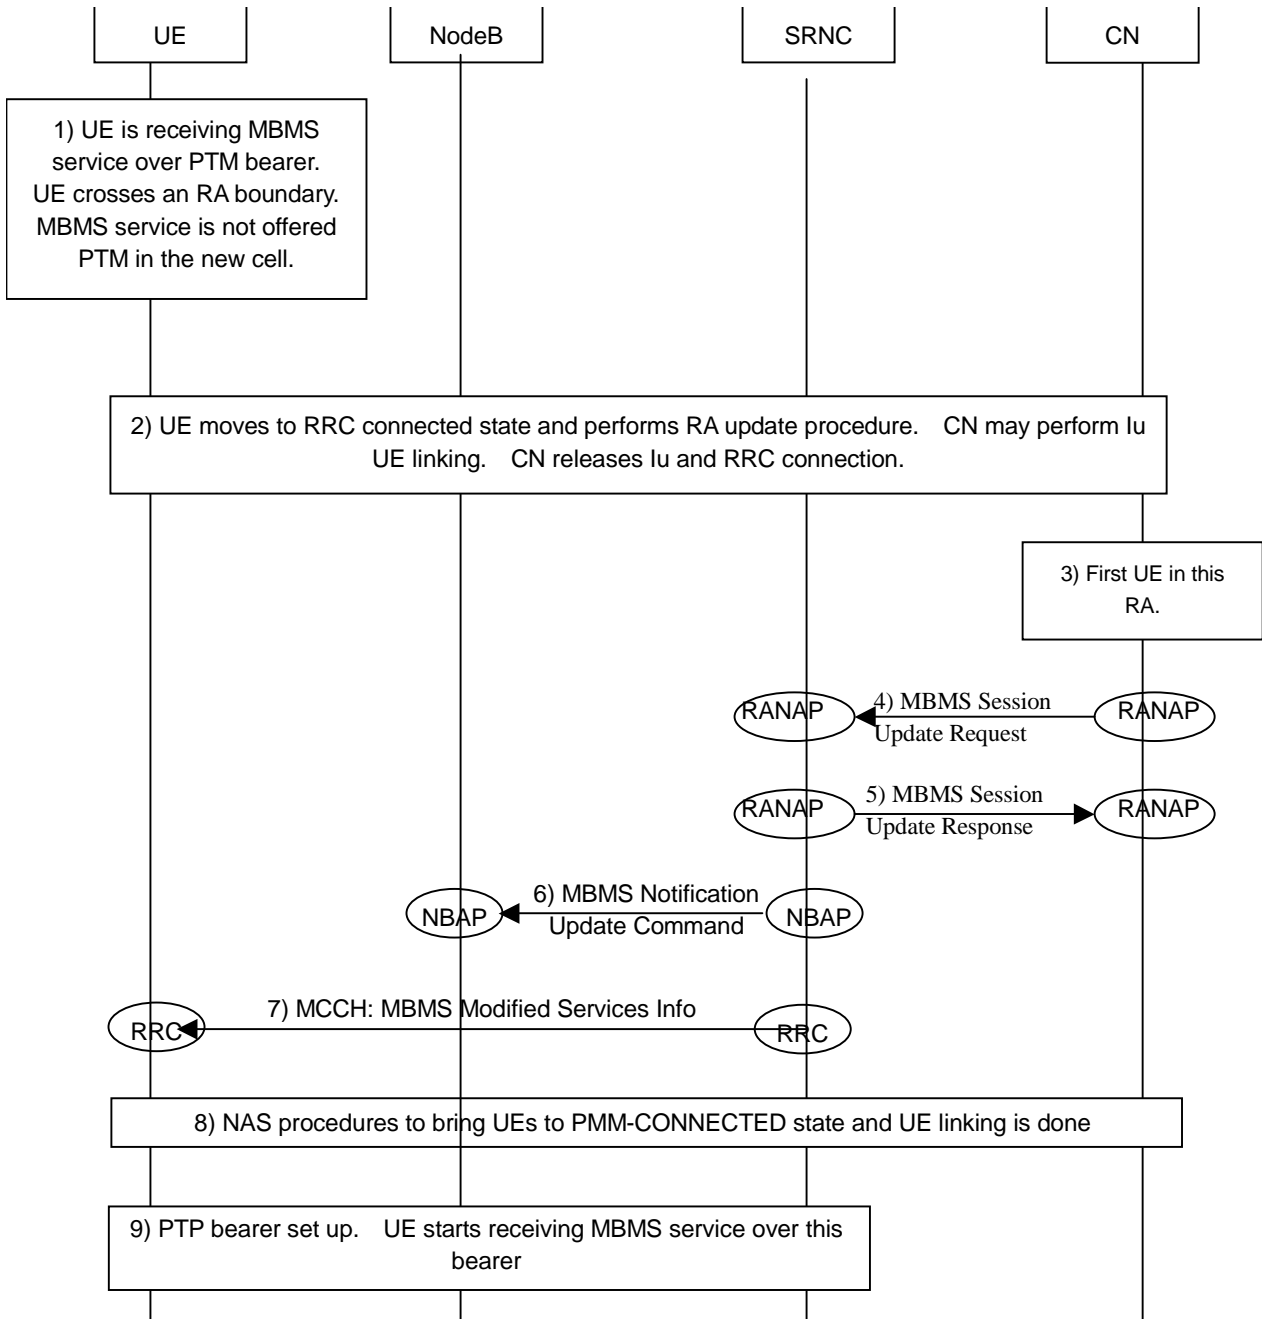 UE NodeB SRNC CN
1) UE is receiving MBMS
service over PTM bearer.
UE crosses an RA boundary.
MBMS service is not offered
PTM in the new cell.
2) UE moves to RRC connected state and performs RA update procedure. CN may perform Iu
UE linking. CN releases Iu and RRC connection.
3) First UE in this
RA.
RANAP 4) MBMS Session RANAP
Update Request
RANAP 5) MBMS Session RANAP
Update Response
NBAP 6) MBMS Notification NBAP
Update Command
7) MCCH: MBMS Modified Services Info
RRC RRC
8) NAS procedures to bring UEs to PMM-CONNECTED state and UE linking is done
9) PTP bearer set up. UE starts receiving MBMS service over this
bearer